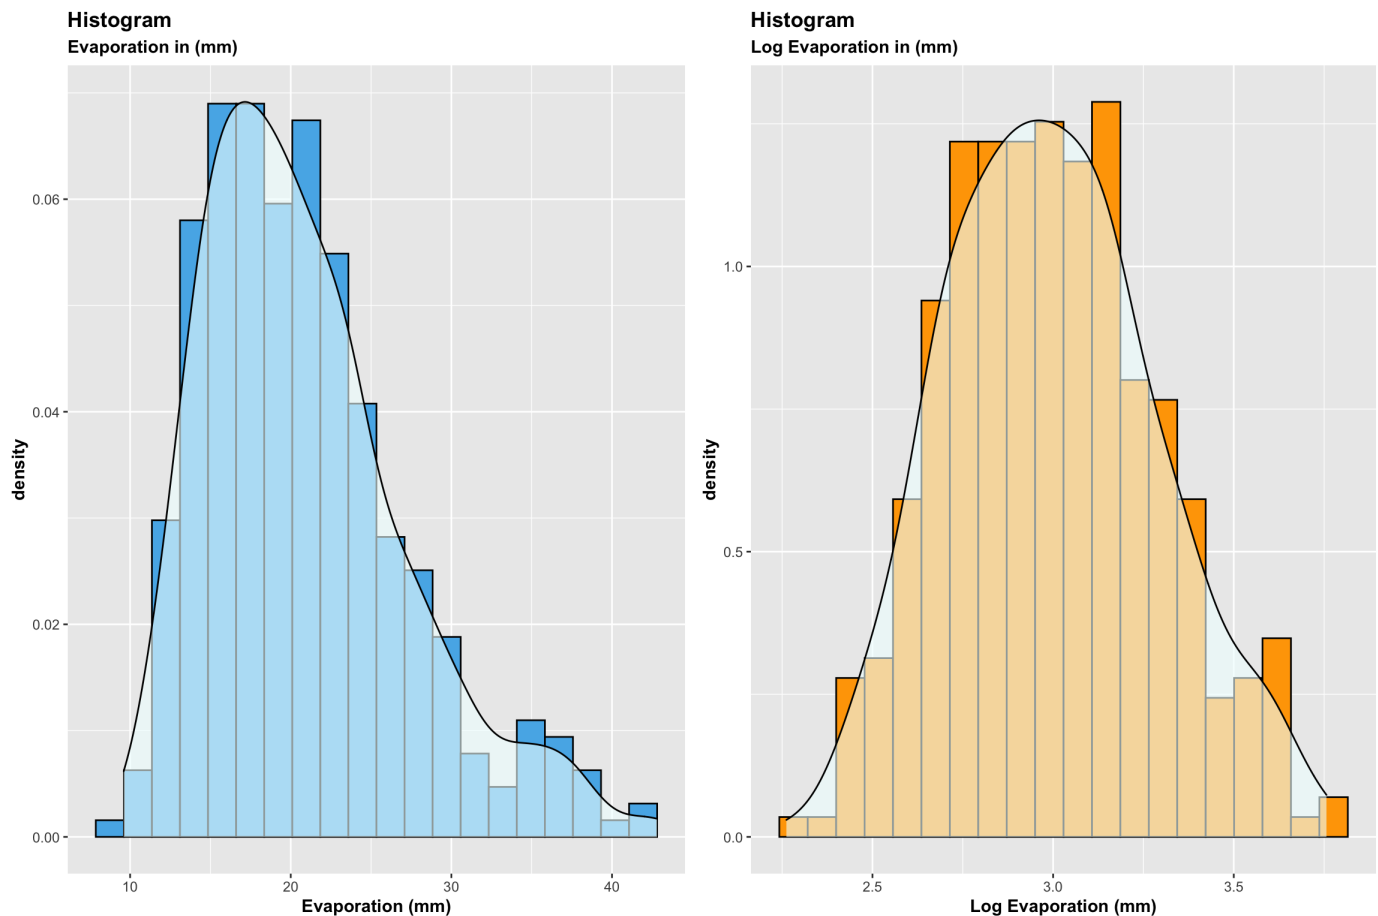 Histogram
Evaporation in (mm)
0.06
0.04
0.02
0.00
density
10 20 30 40
Evaporation (mm)
Histogram
Log Evaporation in (mm)
1.0
0.5
0.0
density
2.5 3.0 3.5
Log Evaporation (mm)